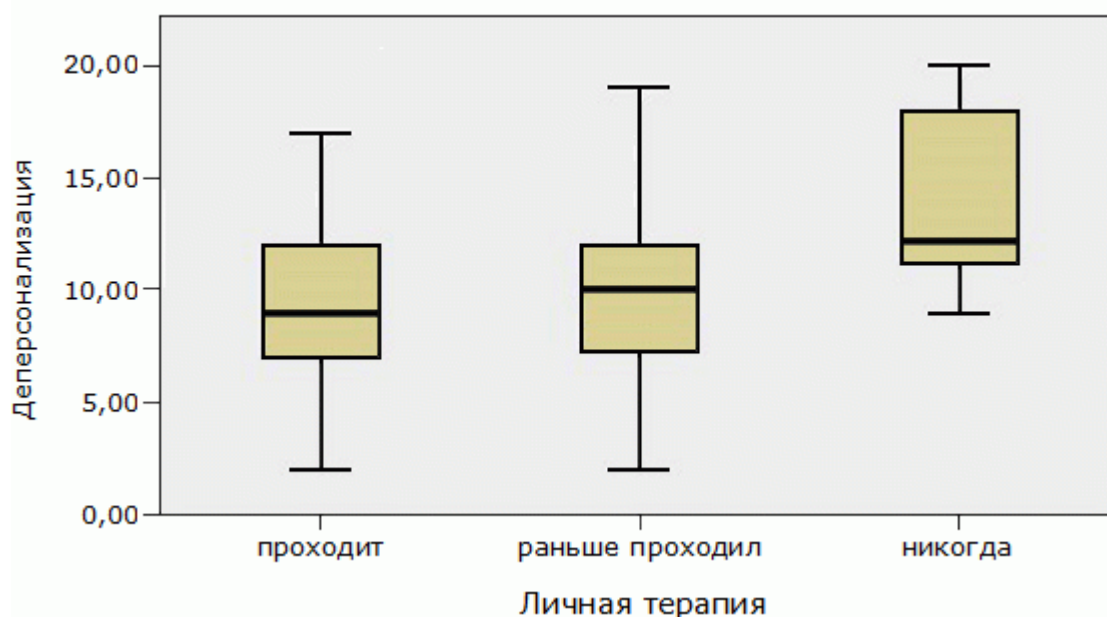 Деперсонализация
20,00
15,00
10,00
5,00
0,00
проходит раньше проходил никогда
Личная терапия